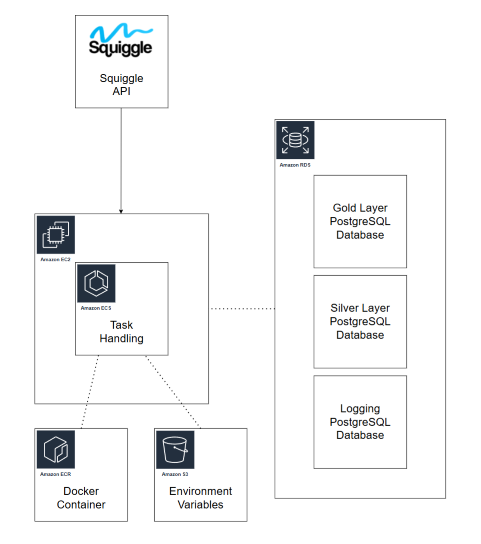 Squiggle
Squiggle
API
Amazon RDS
Gold Layer
PostgreSQL
Database
Amazon EC2
Amazon ECS
Task
Handling
Silver Layer
PostgreSQL
Database
Logging
PostgreSQL
Database
Amazon ECR
Docker
Container
Amazon S3
Environment
Variables